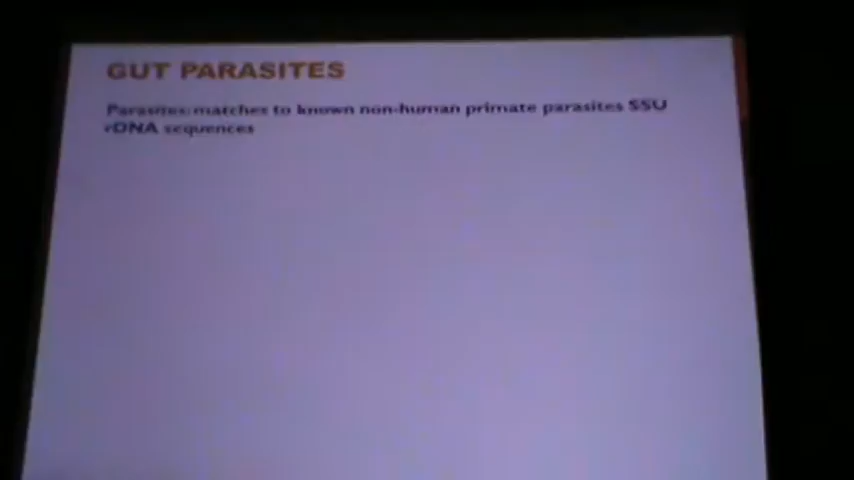 GUT PARASITES
Parasites: matches to known non-human primate parasites SSU
rDNA sequences